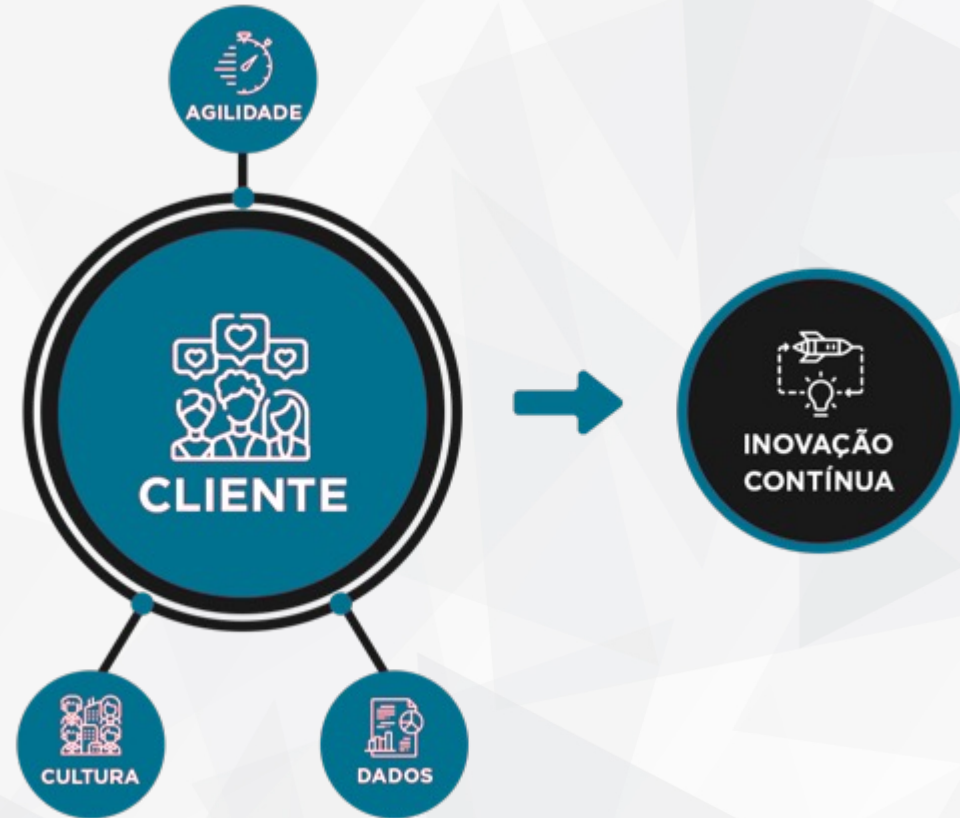 AGILIDADE
CLIENTE
INOVAÇÃO
CONTÍNUA
CULTURA
DADOS